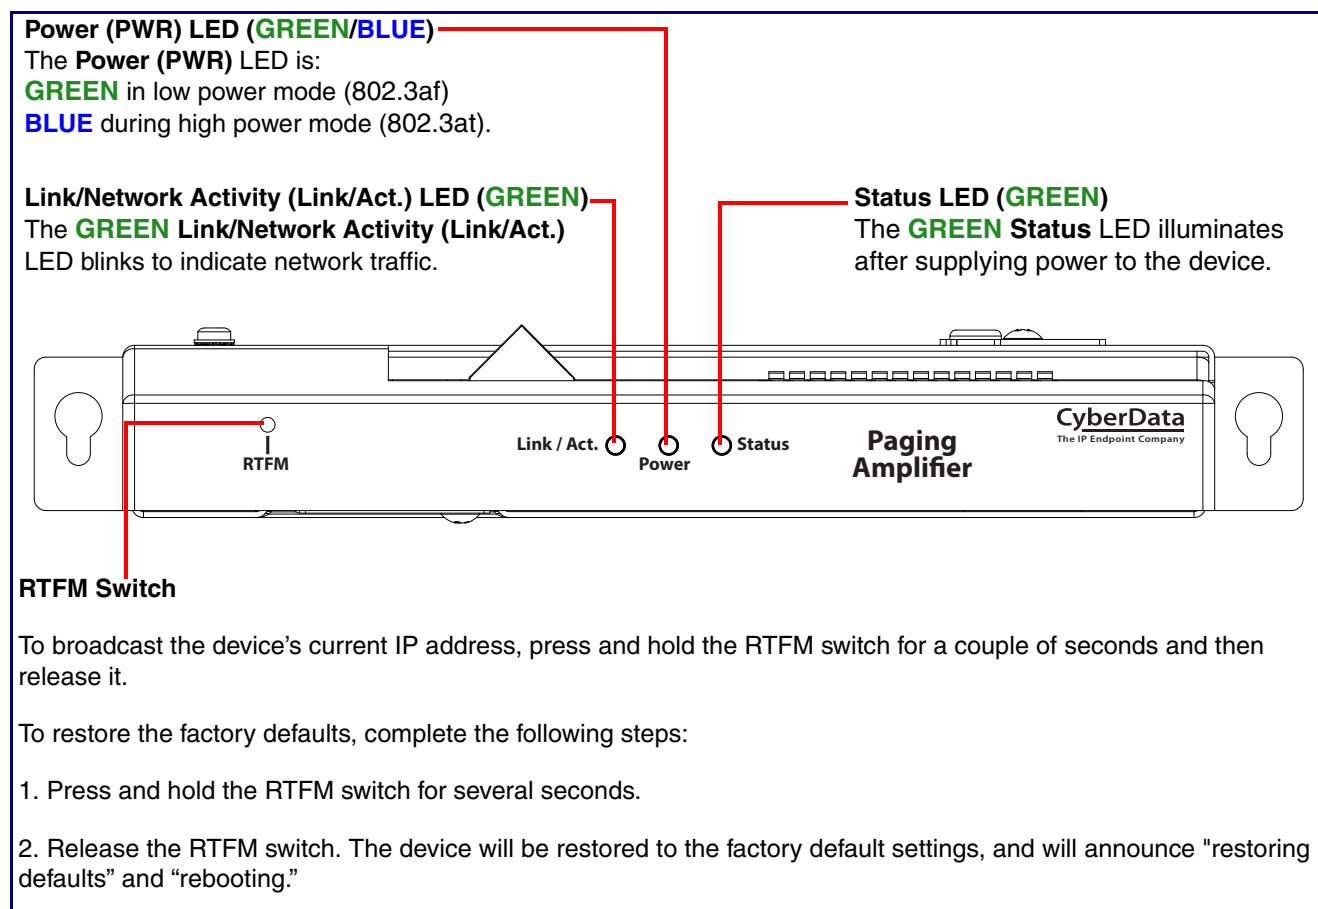 Power (PWR) LED (GREEN/BLUE)
The Power (PWR) LED is:
GREEN in low power mode (802.3af)
BLUE during high power mode (802.3at).
Link/Network Activity (Link/Act.) LED (GREEN)
The GREEN Link/Network Activity (Link/Act.)
LED blinks to indicate network traffic.
Status LED (GREEN)
The GREEN Status LED illuminates
after supplying power to the device.
RTFM
Link / Act.
Power
Status
Paging
Amplifier
CyberData
The IP Endpoint Company
RTFM Switch
To broadcast the device’s current IP address, press and hold the RTFM switch for a couple of seconds and then
release it.
To restore the factory defaults, complete the following steps:
1. Press and hold the RTFM switch for several seconds.
2. Release the RTFM switch. The device will be restored to the factory default settings, and will announce "restoring
defaults” and “rebooting.”